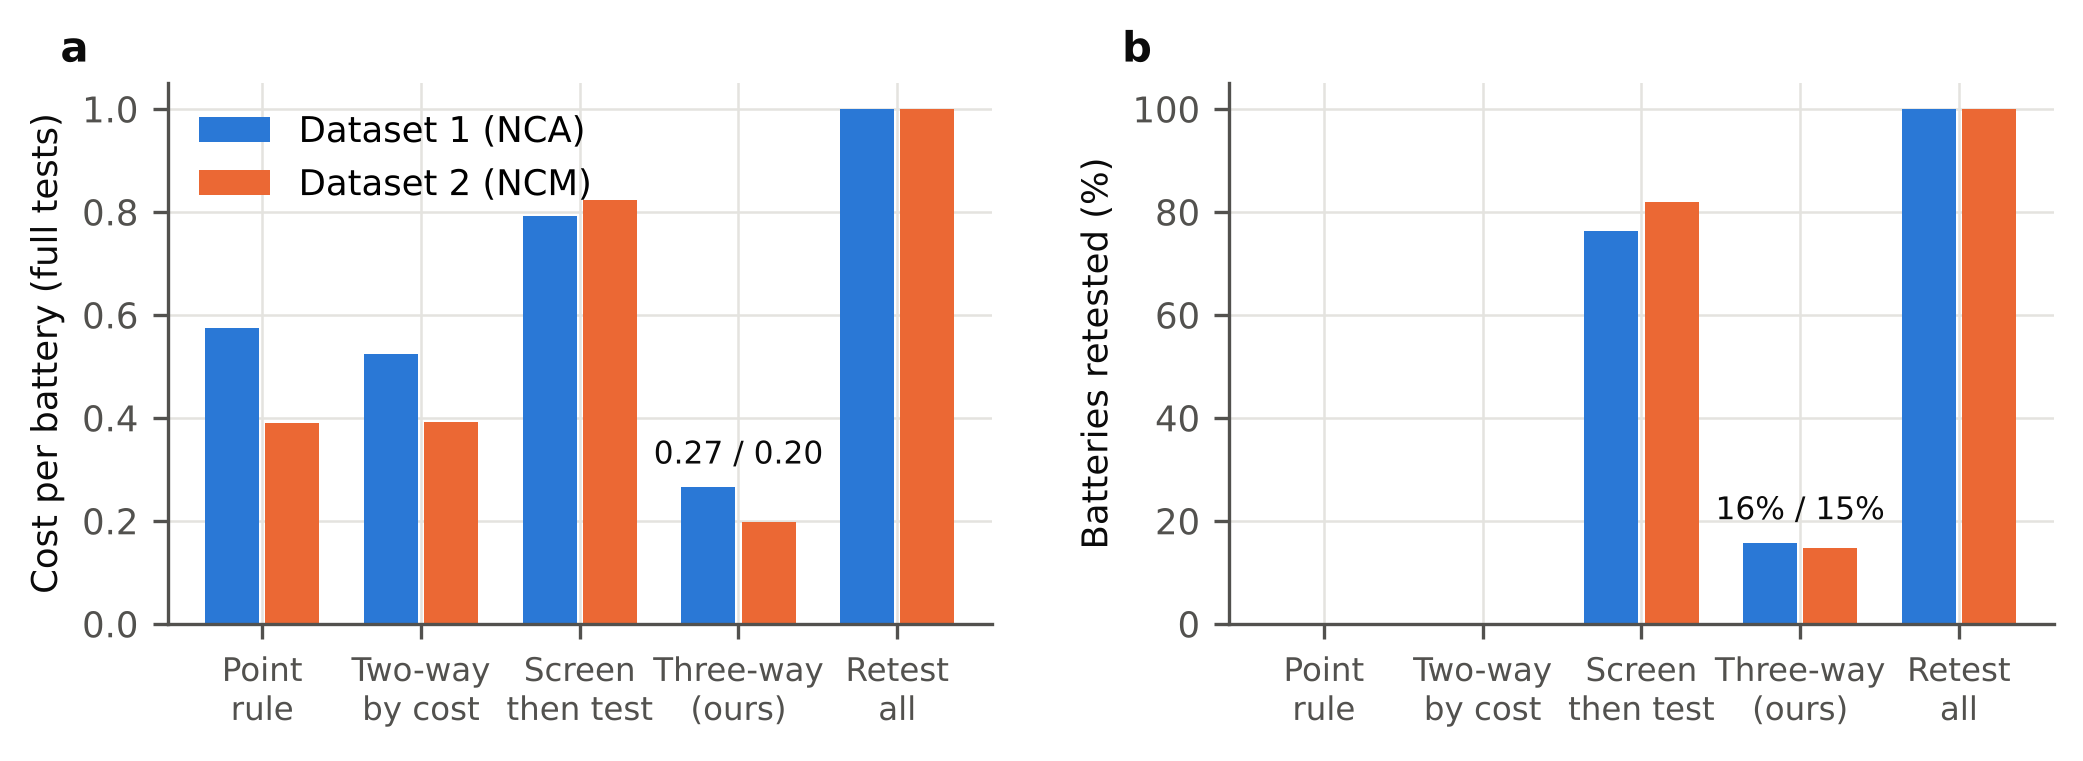 a
Cost per battery (full tests)
1.0
0.8
0.6
0.4
0.2
0.0
Dataset 1 (NCA)
Dataset 2 (NCM)
0.27 / 0.20
Point rule
Two-way by cost
Screen then test
Three-way (ours)
Retest all
b
Batteries retested (%)
100
80
60
40
20
0
16% / 15%
Point rule
Two-way by cost
Screen then test
Three-way (ours)
Retest all